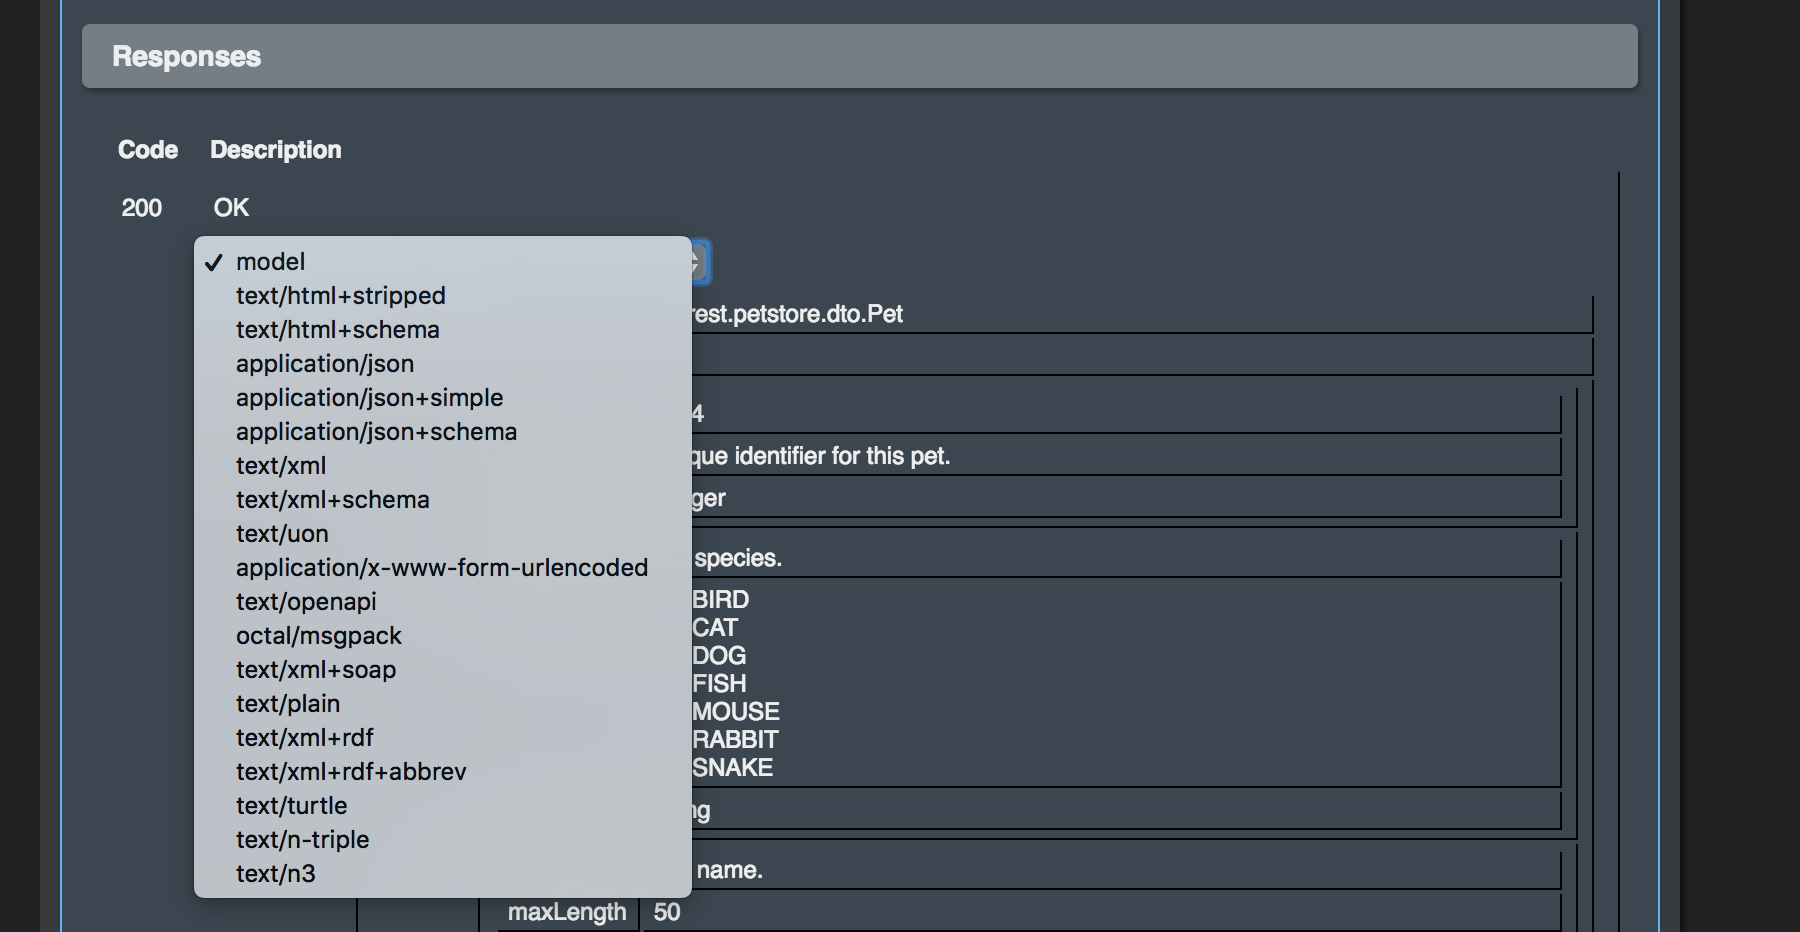 Responses
Code Description
200 OK
✓ model
text/html+stripped
text/html+schema
rest.petstore.dto.Pet
application/json
application/json+simple
4
application/json+schema
que identifier for this pet.
text/xml
text/xml+schema
ger
text/uon
species.
application/x-www-form-urlencoded
text/openapi
BIRD
octal/msgpack
CAT
DOG
text/xml+soap
FISH
text/plain
MOUSE
text/xml+rdf
RABBIT
text/xml+rdf+abbrev
SNAKE
text/turtle
ng
text/n-triple
text/n3
name.
maxLength 50